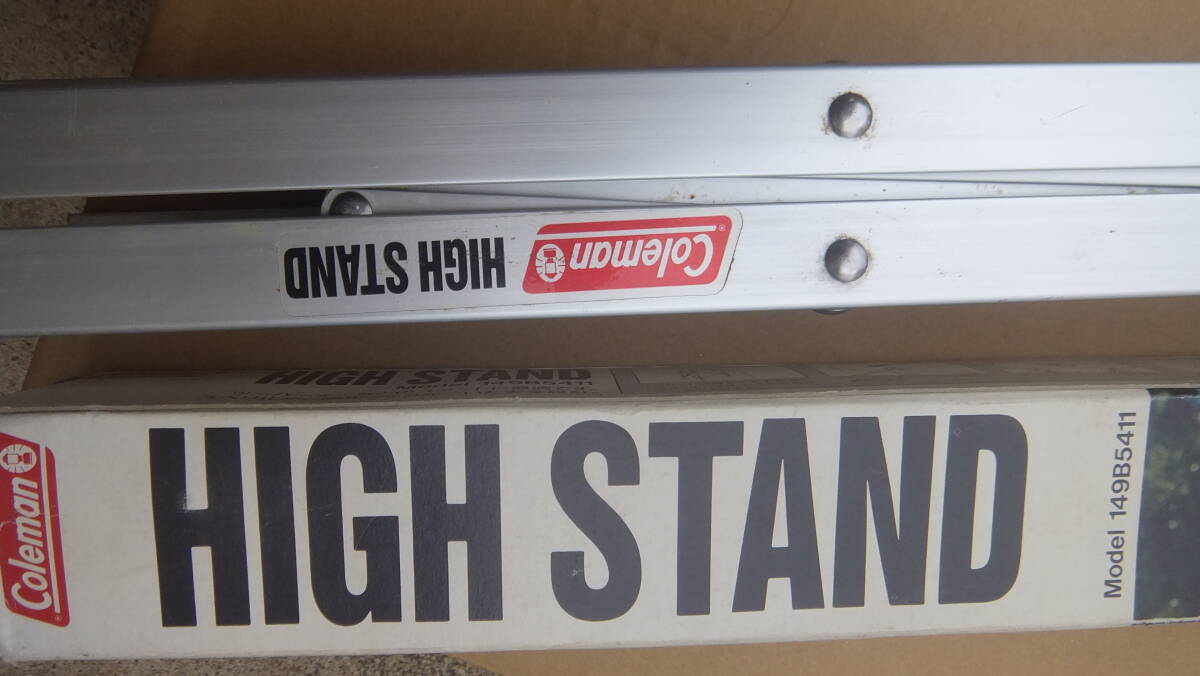 Coleman HIGH STAND
HIGH STAND
Model 149B5411
Coleman
HIGH STAND
Model 149B5411